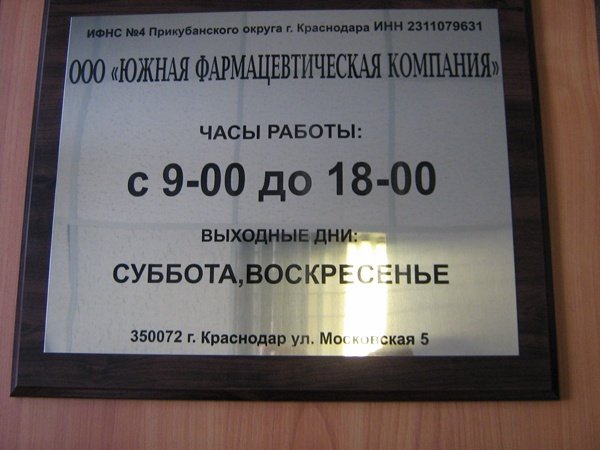 ИФНС №4 Прикубанского округа г. Краснодара ИНН 2311079631
ООО «ЮЖНАЯ ФАРМАЦЕВТИЧЕСКАЯ КОМПАНИЯ»
ЧАСЫ РАБОТЫ:
с 9-00 до 18-00
ВЫХОДНЫЕ ДНИ:
СУББОТА,ВОСКРЕСЕНЬЕ
350072 г. Краснодар ул. Московская 5